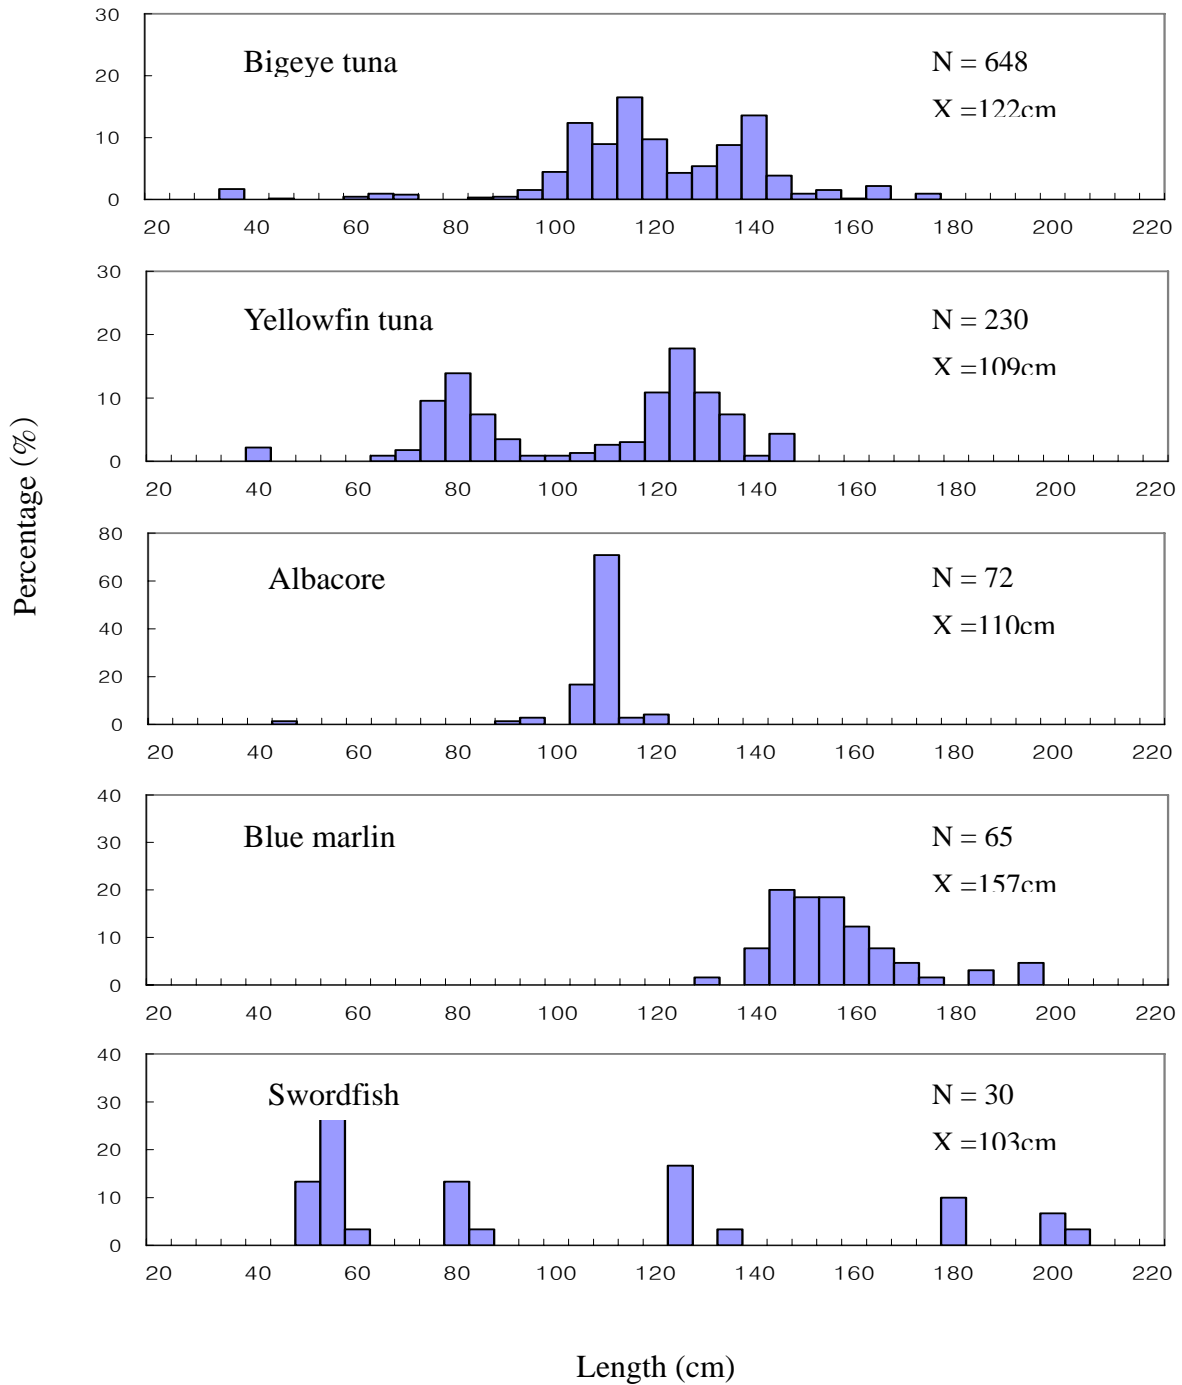 30
20
10
0
Bigeye tuna
N = 648
X =122cm
20 40 60 80 100 120 140 160 180 200 220
30
20
10
0
Yellowfin tuna
N = 230
X =109cm
20 40 60 80 100 120 140 160 180 200 220
80
60
40
20
0
Albacore
N = 72
X =110cm
20 40 60 80 100 120 140 160 180 200 220
40
30
20
10
0
Blue marlin
N = 65
X =157cm
20 40 60 80 100 120 140 160 180 200 220
40
30
20
10
0
Swordfish
N = 30
X =103cm
20 40 60 80 100 120 140 160 180 200 220
Percentage (%)
Length (cm)